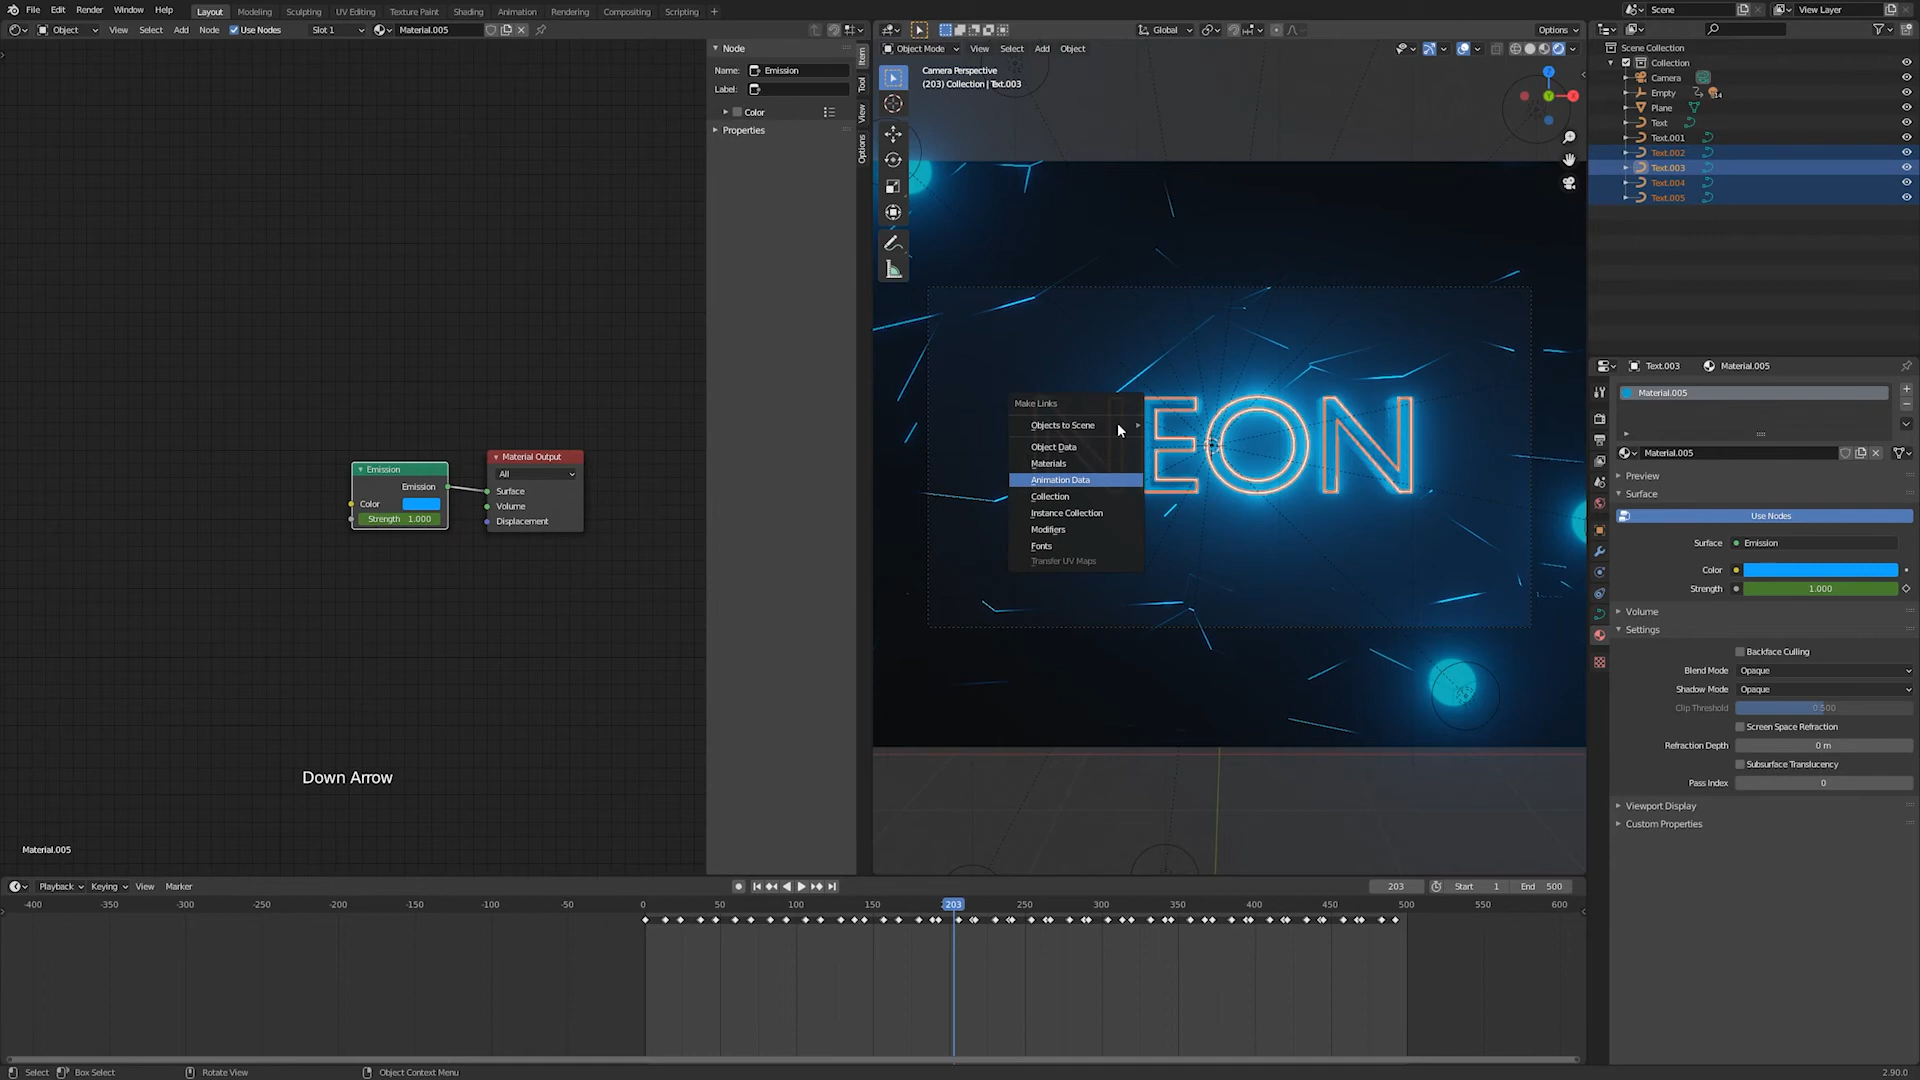 File Edit Render Window Help Layout Modeling Sculpting UV Editing Texture Paint Shading Animation Rendering Compositing Scripting + Scene View Layer
Object View Select Add Node Use Nodes Slot 1 Material.005
Global Options
Object Mode View Select Add Object
Node
Name: Emission
Label:
Color
Properties
Item
Tool
View
Options
Camera Perspective
(203) Collection | Text.003
Scene Collection
Collection
Camera
Empty 14
Plane
Text
Text.001
Text.002
Text.003
Text.004
Text.005
Emission
Emission
Color
Strength 1.000
Material Output
All
Surface
Volume
Displacement
Down Arrow
Material.005
Make Links
Objects to Scene
Object Data
Materials
Animation Data
Collection
Instance Collection
Modifiers
Fonts
Transfer UV Maps
EON
Text.003 Material.005
Material.005
Material.005
Preview
Surface
Use Nodes
Surface Emission
Color
Strength 1.000
Volume
Settings
Backface Culling
Blend Mode Opaque
Shadow Mode Opaque
Clip Threshold 0.500
Screen Space Refraction
Refraction Depth 0 m
Subsurface Translucency
Pass Index 0
Viewport Display
Custom Properties
Playback Keying View Marker 203 Start 1 End 500
-400 -350 -300 -250 -200 -150 -100 -50 0 50 100 150 203 250 300 350 400 450 500 550 600
Select Box Select Rotate View Object Context Menu 2.90.0